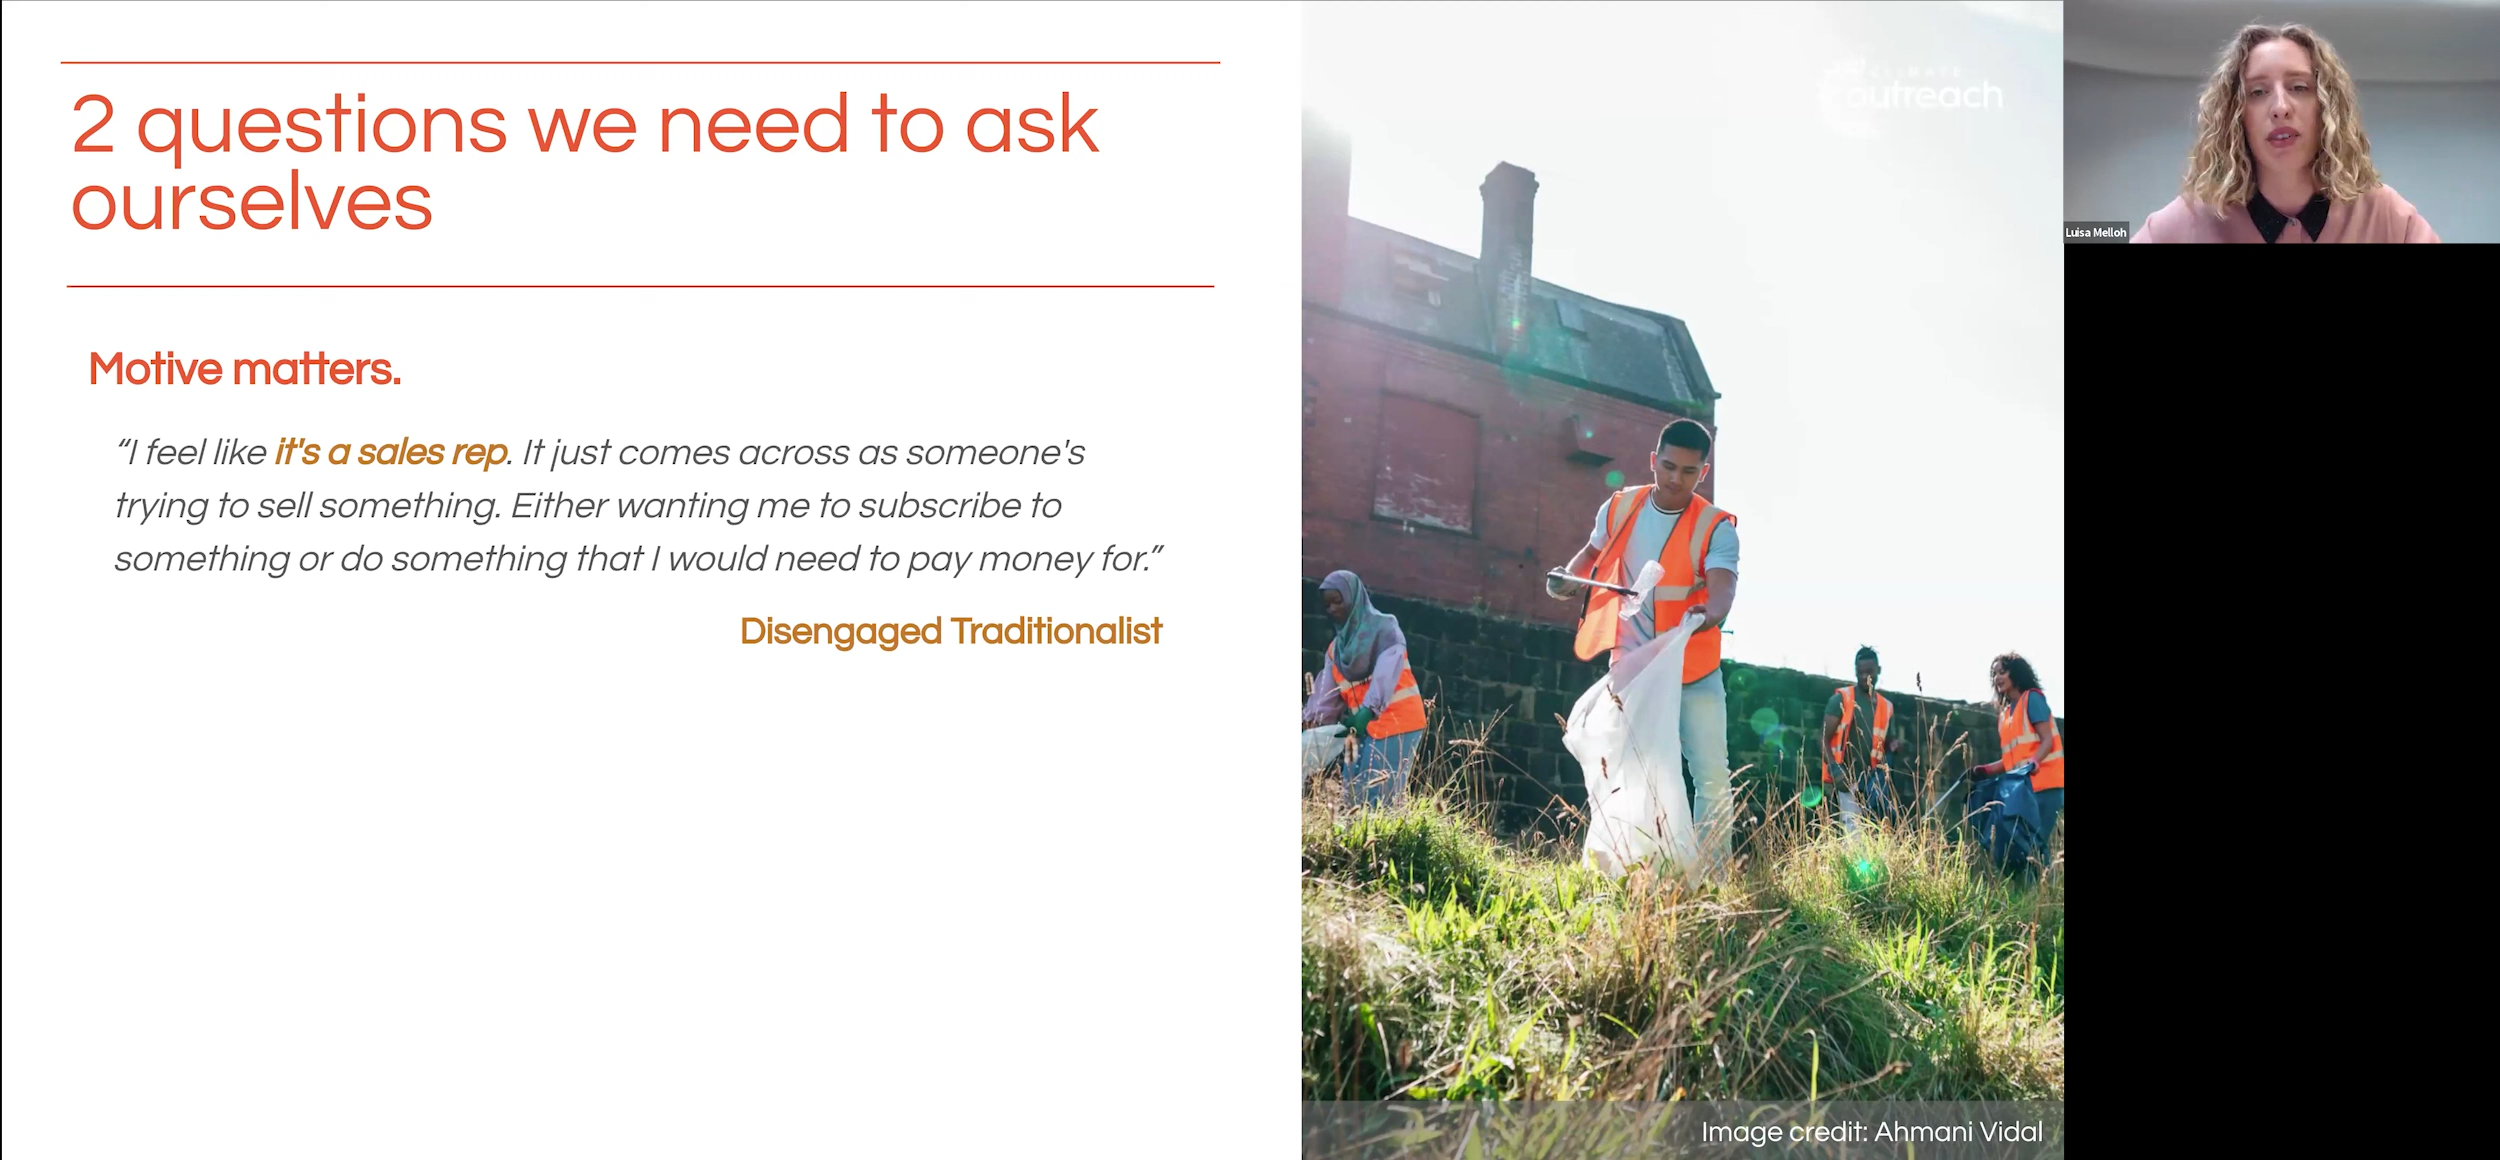 2 questions we need to ask
ourselves
Motive matters.
“I feel like it's a sales rep. It just comes across as someone's
trying to sell something. Either wanting me to subscribe to
something or do something that I would need to pay money for.”
Disengaged Traditionalist
CLIMATE
outreach
Image credit: Ahmani Vidal
Luisa Melloh